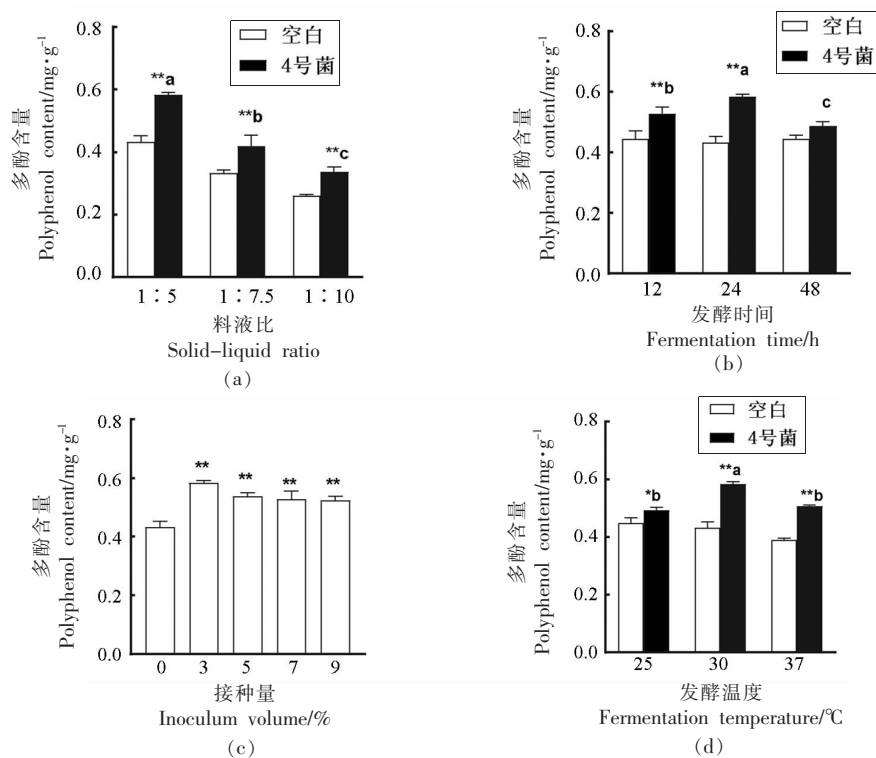 空白
4号菌
多酚含量
Polyphenol content/mg·g⁻¹
0.8
0.6
0.4
0.2
0.0
**a
**b
**c
1∶5 1∶7.5 1∶10
料液比
Solid-liquid ratio
(a)
空白
4号菌
多酚含量
Polyphenol content/mg·g⁻¹
0.8
0.6
0.4
0.2
0.0
**b
**a
c
12 24 48
发酵时间
Fermentation time/h
(b)
多酚含量
Polyphenol content/mg·g⁻¹
0.8
0.6
0.4
0.2
0.0
** ** ** **
0 3 5 7 9
接种量
Inoculum volume/%
(c)
空白
4号菌
多酚含量
Polyphenol content/mg·g⁻¹
0.8
0.6
0.4
0.2
0.0
*b
**a
**b
25 30 37
发酵温度
Fermentation temperature/℃
(d)